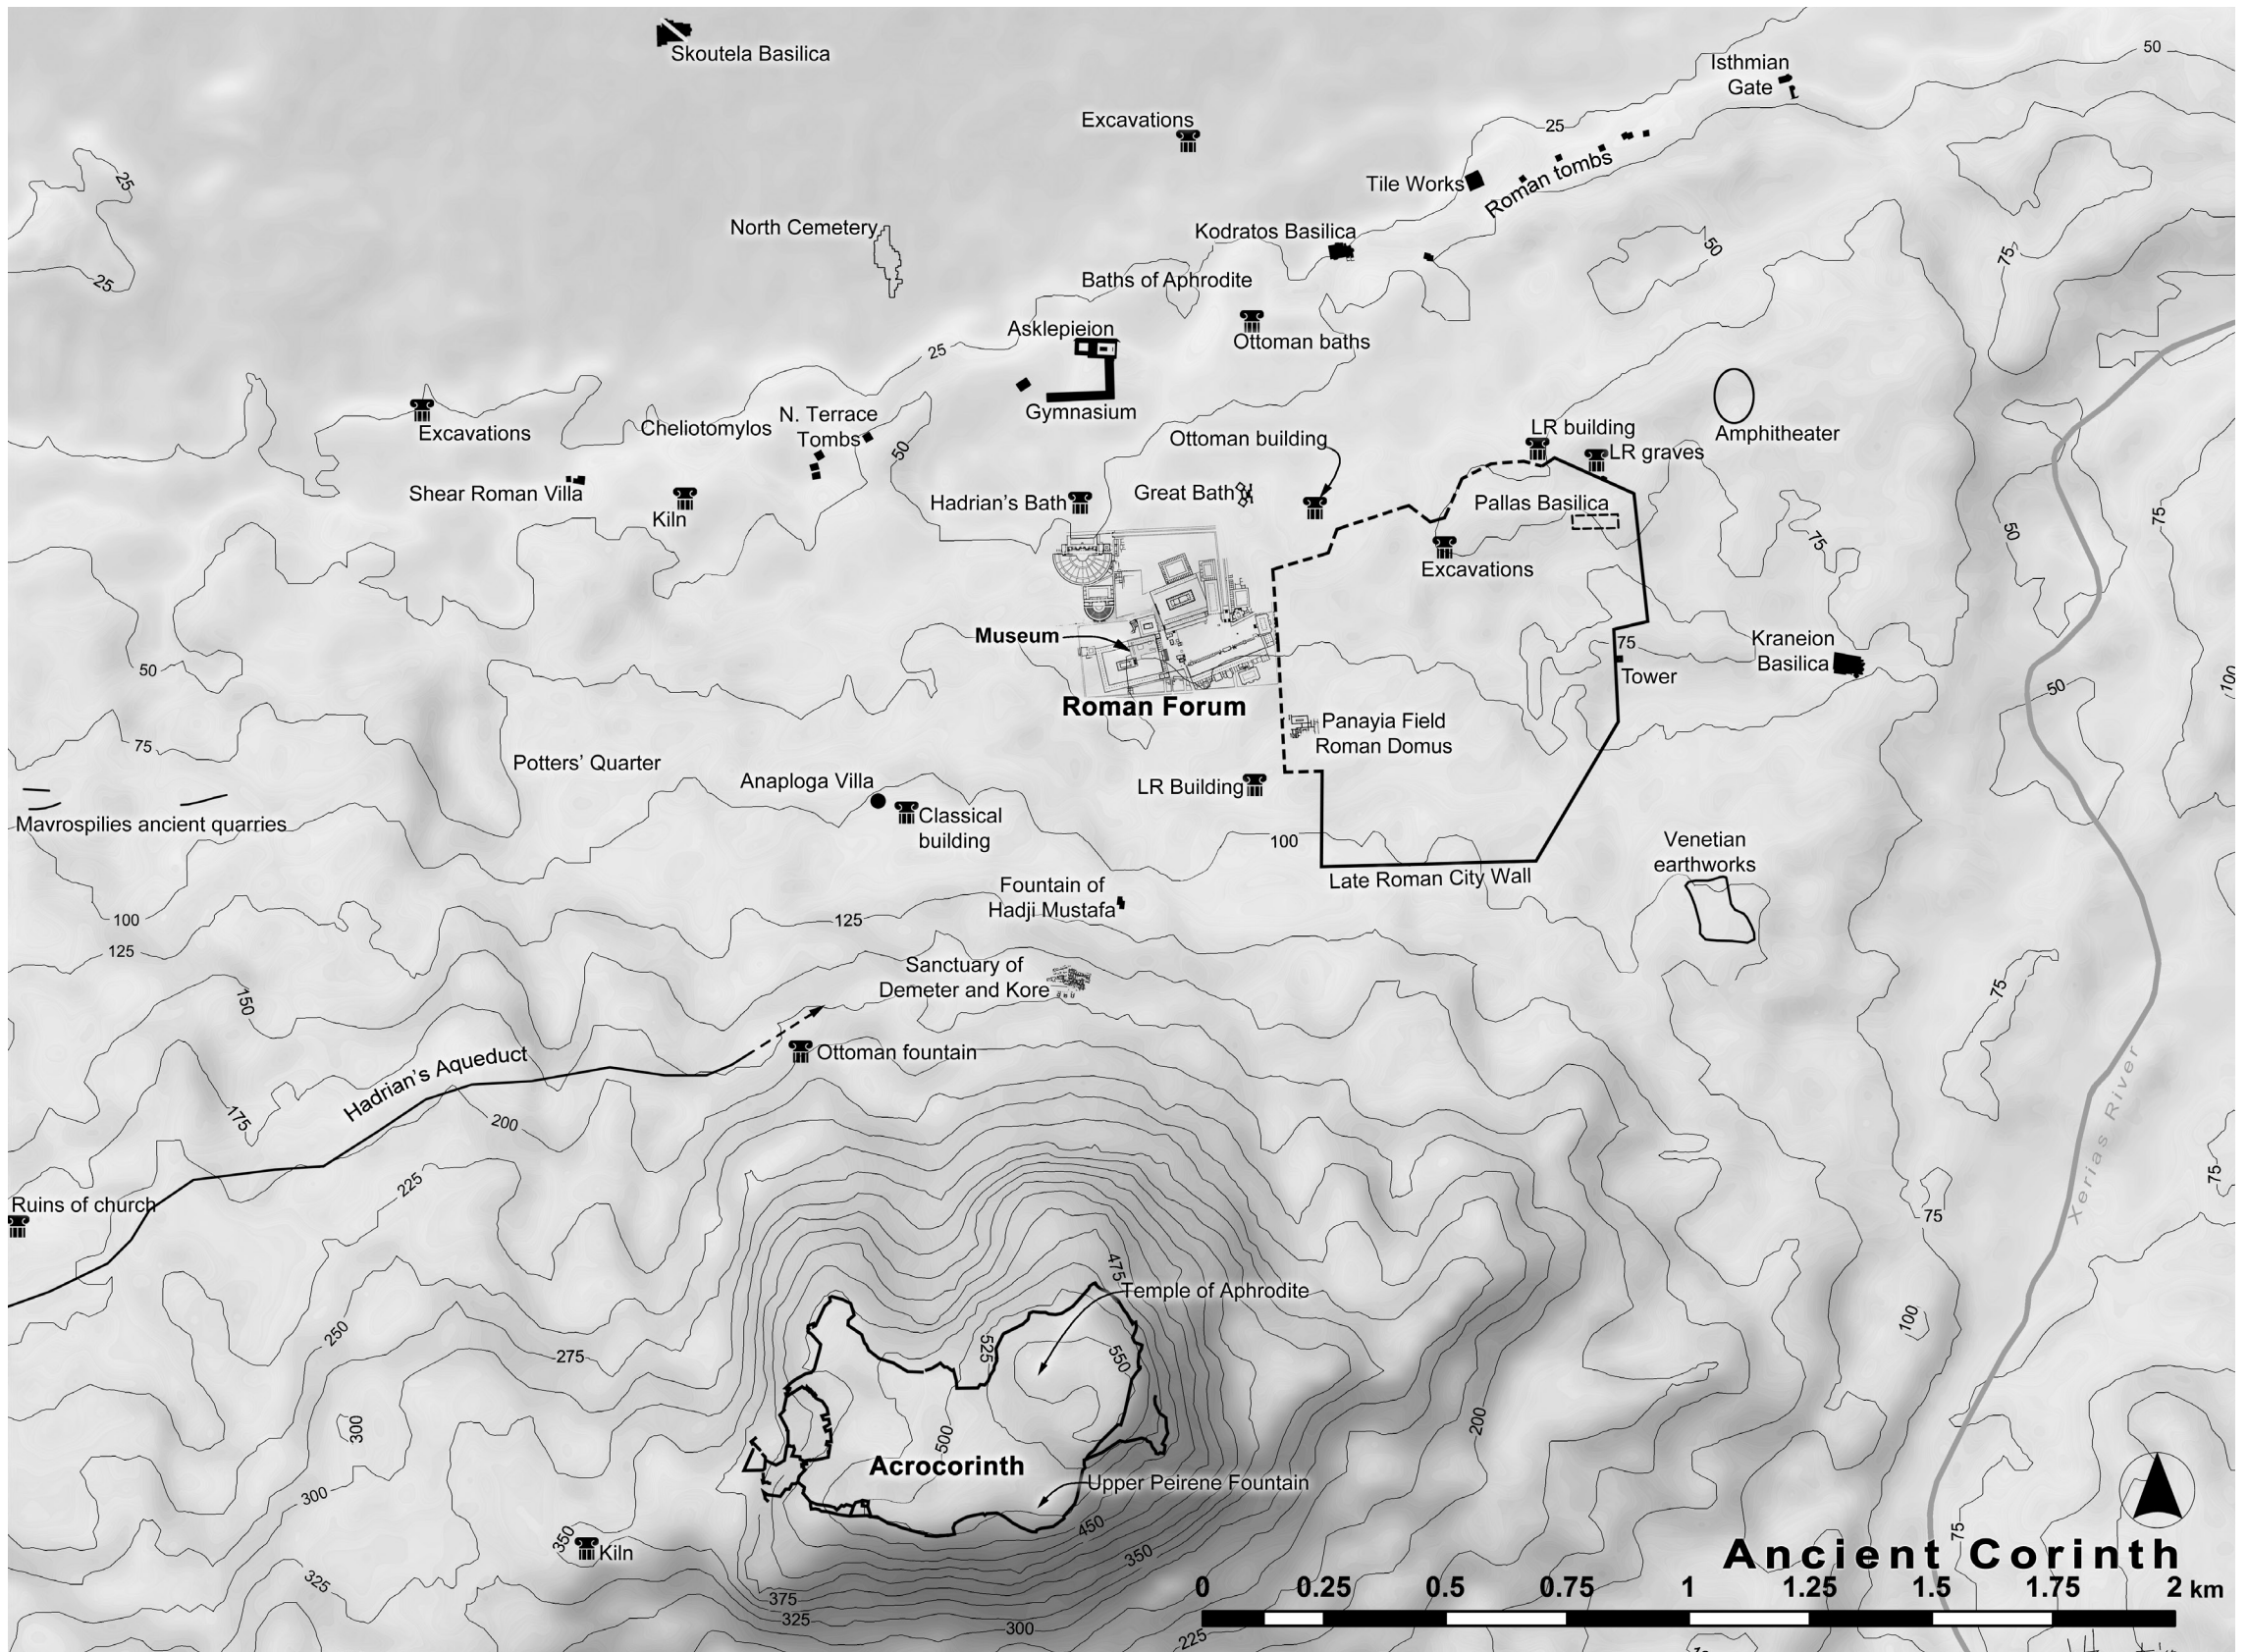 Skoutela Basilica
50
Isthmian
Gate
Excavations
25
25
Tile Works
Roman tombs
North Cemetery
Kodratos Basilica
50
75
25
Baths of Aphrodite
Asklepieion
Ottoman baths
25
Gymnasium
Excavations
Cheliotomylos
N. Terrace
Tombs
50
Ottoman building
LR building
LR graves
Amphitheater
Shear Roman Villa
Kiln
Hadrian's Bath
Great Bath
Pallas Basilica
75
50
75
Excavations
Museum
75
Tower
Kraneion
Basilica
50
100
50
Roman Forum
Panayia Field
Roman Domus
75
Potters' Quarter
Anaploga Villa
LR Building
Mavrospilies ancient quarries
Classical
building
100
Venetian
earthworks
Late Roman City Wall
Fountain of
Hadji Mustafa
100
125
125
Sanctuary of
Demeter and Kore
150
75
Hadrian's Aqueduct
Ottoman fountain
175
200
Xerias River
225
75
75
Ruins of church
475
Temple of Aphrodite
100
250
275
525
550
300
500
200
Acrocorinth
Upper Peirene Fountain
300
450
350
Kiln
350
75
325
375
325
300
225
Ancient Corinth
0 0.25 0.5 0.75 1 1.25 1.5 1.75 2 km